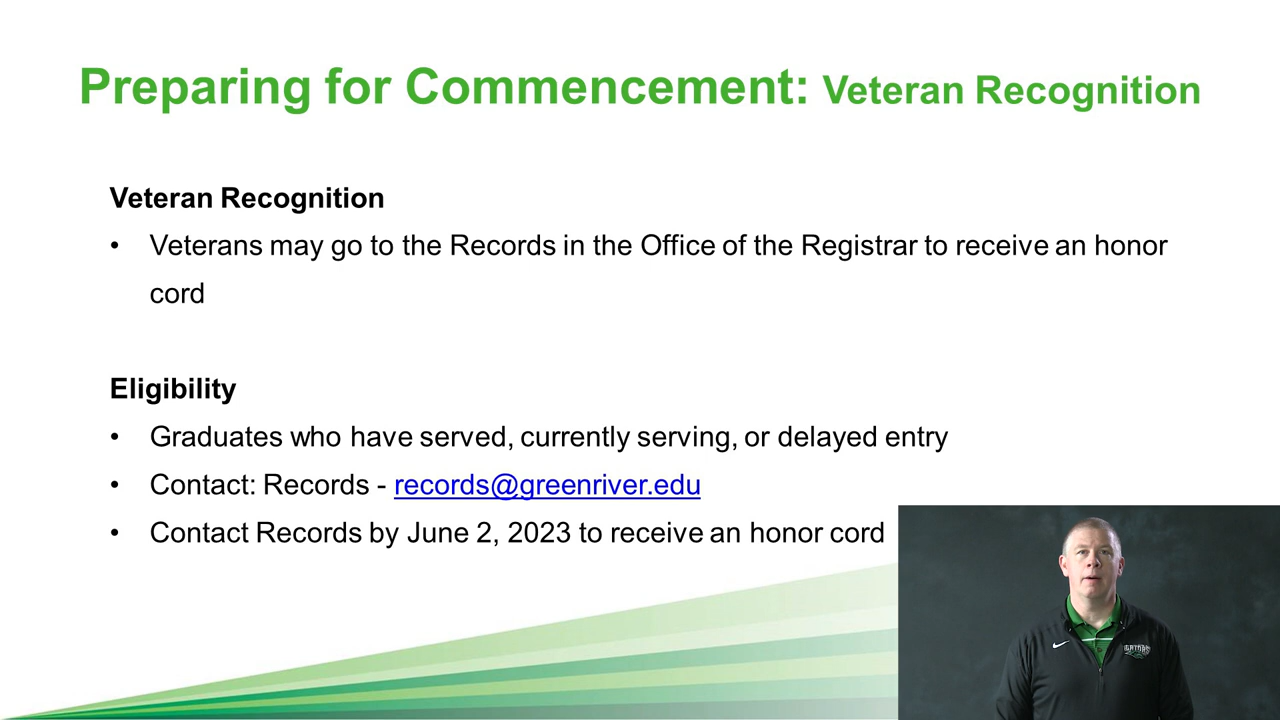 Preparing for Commencement: Veteran Recognition
Veteran Recognition
• Veterans may go to the Records in the Office of the Registrar to receive an honor
cord
Eligibility
• Graduates who have served, currently serving, or delayed entry
• Contact: Records - records@greenriver.edu
• Contact Records by June 2, 2023 to receive an honor cord
GATORS